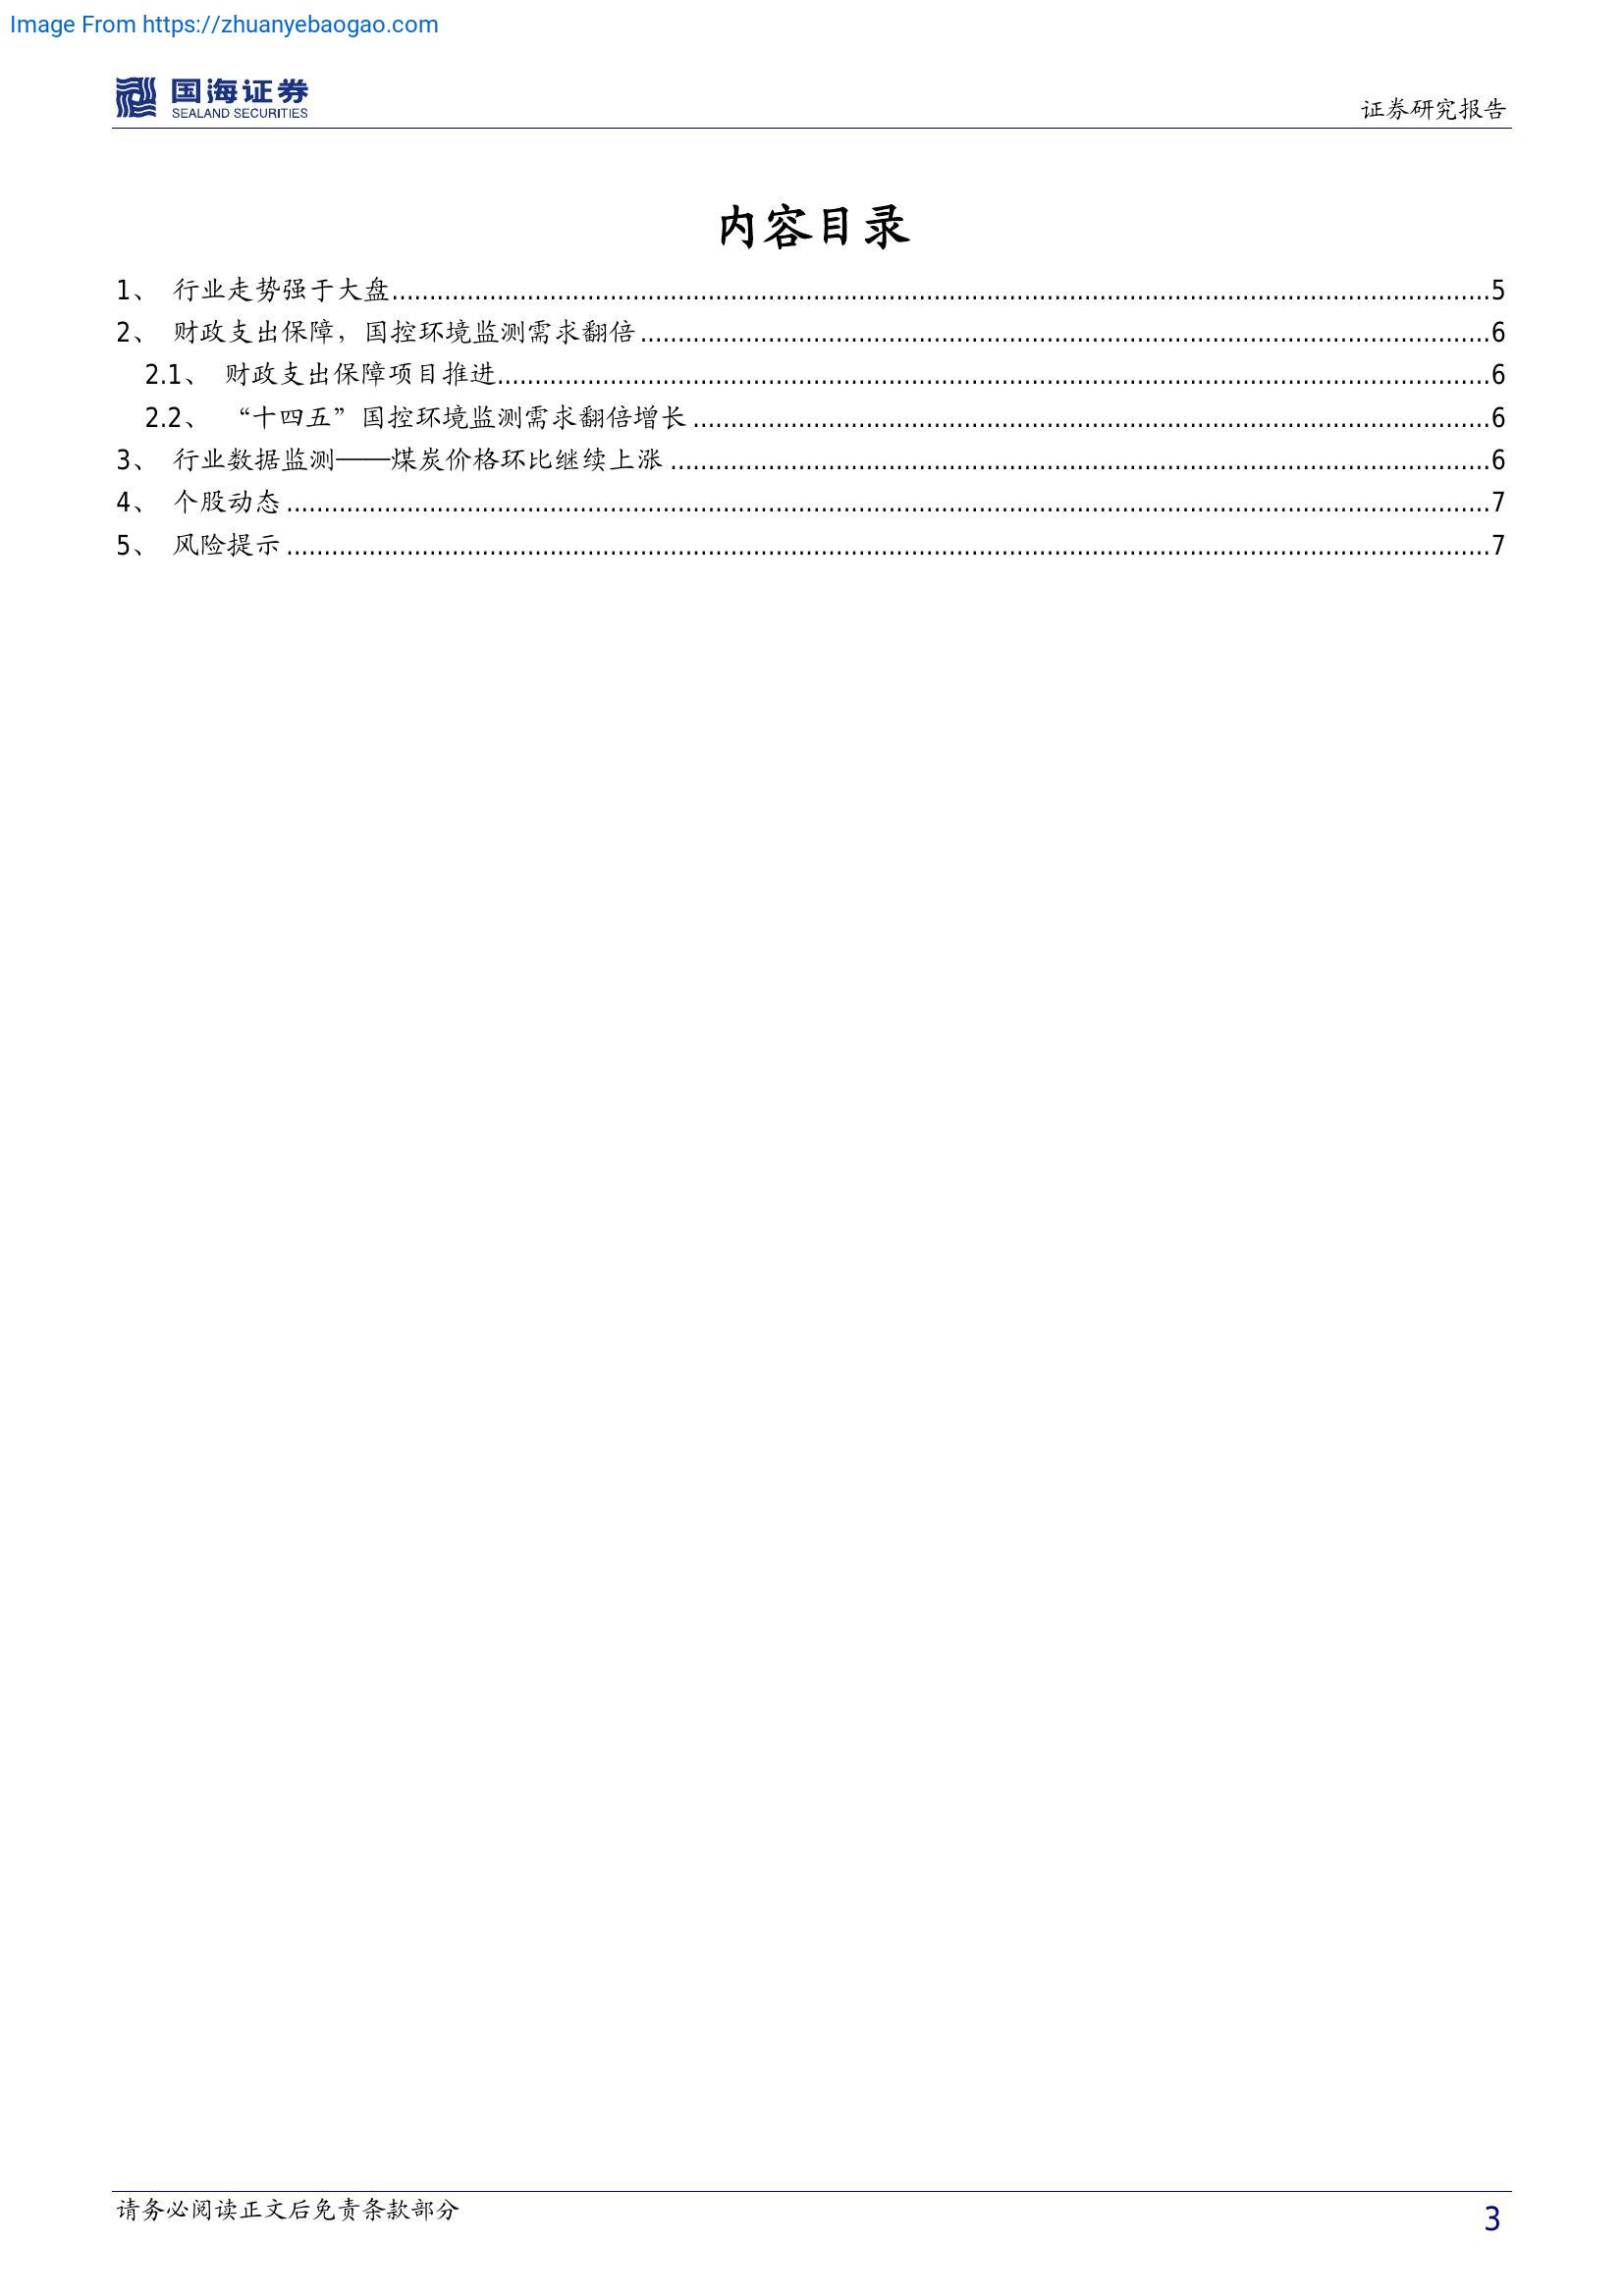 Image From https://zhuanyebaogao.com
国海证券
SEALAND SECURITIES
证券研究报告
内容目录
1、 行业走势强于大盘........................................5
2、 财政支出保障，国控环境监测需求翻倍........................................6
2.1、 财政支出保障项目推进........................................6
2.2、 “十四五”国控环境监测需求翻倍增长........................................6
3、 行业数据监测——煤炭价格环比继续上涨........................................6
4、 个股动态........................................7
5、 风险提示........................................7
请务必阅读正文后免责条款部分
3